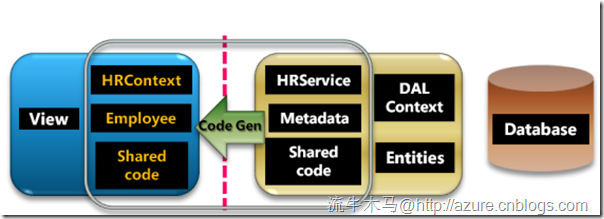 View
HRContext
Employee
Shared
code
Code Gen
HRService
Metadata
Shared
code
DAL
Context
Entities
Database
流牛木马@http://azure.cnblogs.com